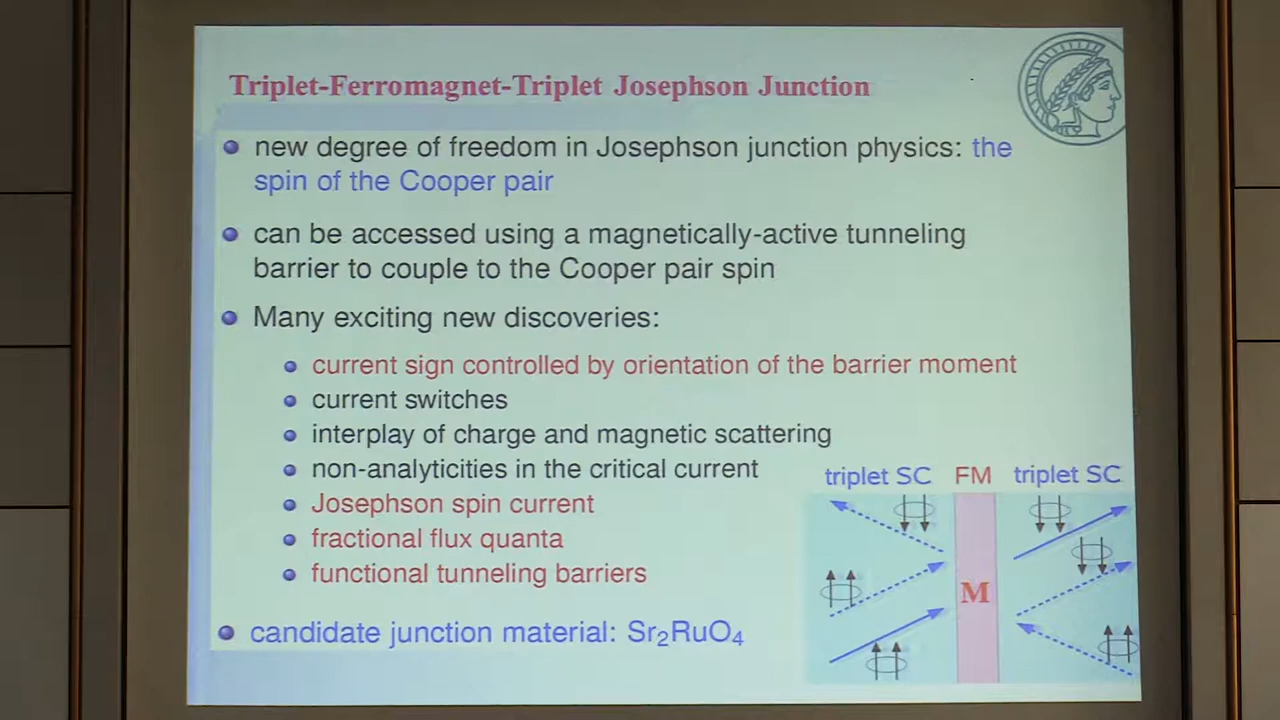 Triplet-Ferromagnet-Triplet Josephson Junction
new degree of freedom in Josephson junction physics: the
spin of the Cooper pair
can be accessed using a magnetically-active tunneling
barrier to couple to the Cooper pair spin
Many exciting new discoveries:
current sign controlled by orientation of the barrier moment
current switches
interplay of charge and magnetic scattering
non-analyticities in the critical current
Josephson spin current
fractional flux quanta
functional tunneling barriers
candidate junction material: Sr₂RuO₄
triplet SC FM triplet SC
M